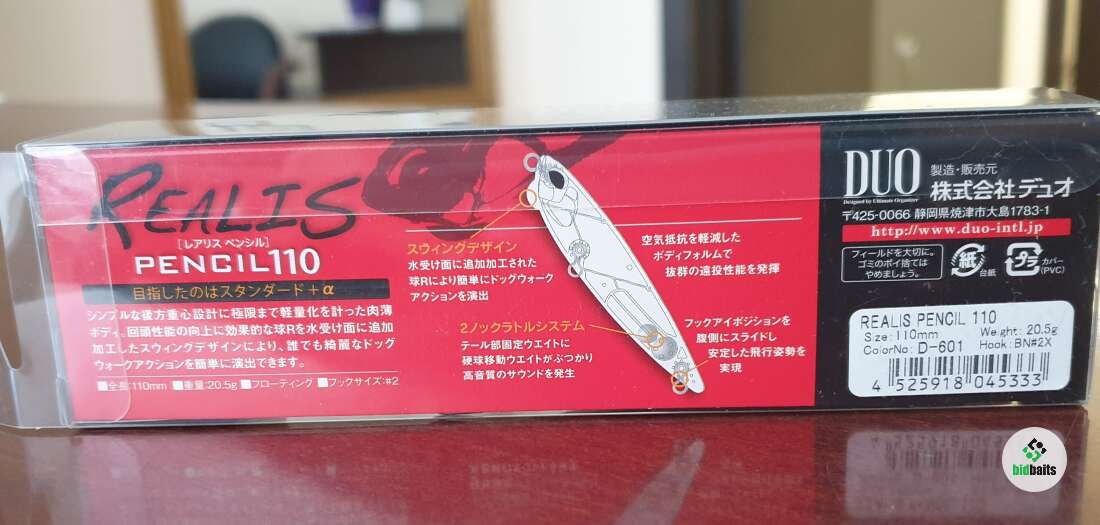 REALIS
[レアリス ペンシル]
PENCIL110
目指したのはスタンダード+α
シンプルな後方重心設計に極限まで軽量化を計った肉薄
ボディ。回頭性能の向上に効果的な球Rを水受け面に追加
加工したスウィングデザインにより、誰でも綺麗なドッグ
ウォークアクションを簡単に演出できます。
■全長:110mm ■重量:20.5g ■フローティング ■フックサイズ:#2
スウィングデザイン
水受け面に追加加工された
球Rにより簡単にドッグウォーク
アクションを演出
2ノックラトルシステム
テール部固定ウエイトに
硬球移動ウエイトがぶつかり
高音質のサウンドを発生
空気抵抗を軽減した
ボディフォルムで
抜群の遠投性能を発揮
フックアイポジションを
腹側にスライドし
安定した飛行姿勢を
実現
DUO
Designed by Ultimate Organizer
製造・販売元
株式会社デュオ
〒425-0066 静岡県焼津市大島1783-1
http://www.duo-intl.jp
フィールドを大切に。
ゴミのポイ捨ては
やめましょう。
紙
台紙
プラ
カバー
(PVC)
REALIS PENCIL 110
Size:110mm Weight: 20.5g
ColorNo: D-601 Hook:BN#2X
4 525918 045333
bidbaits